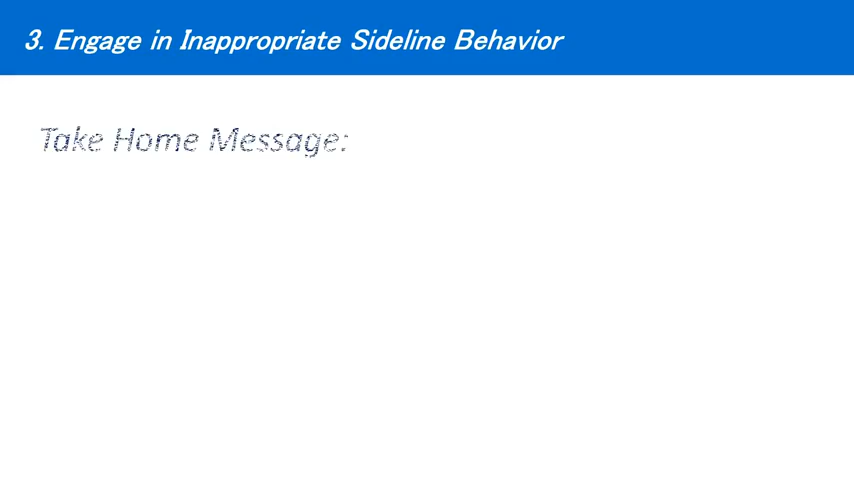 3. Engage in Inappropriate Sideline Behavior
Take Home Message: